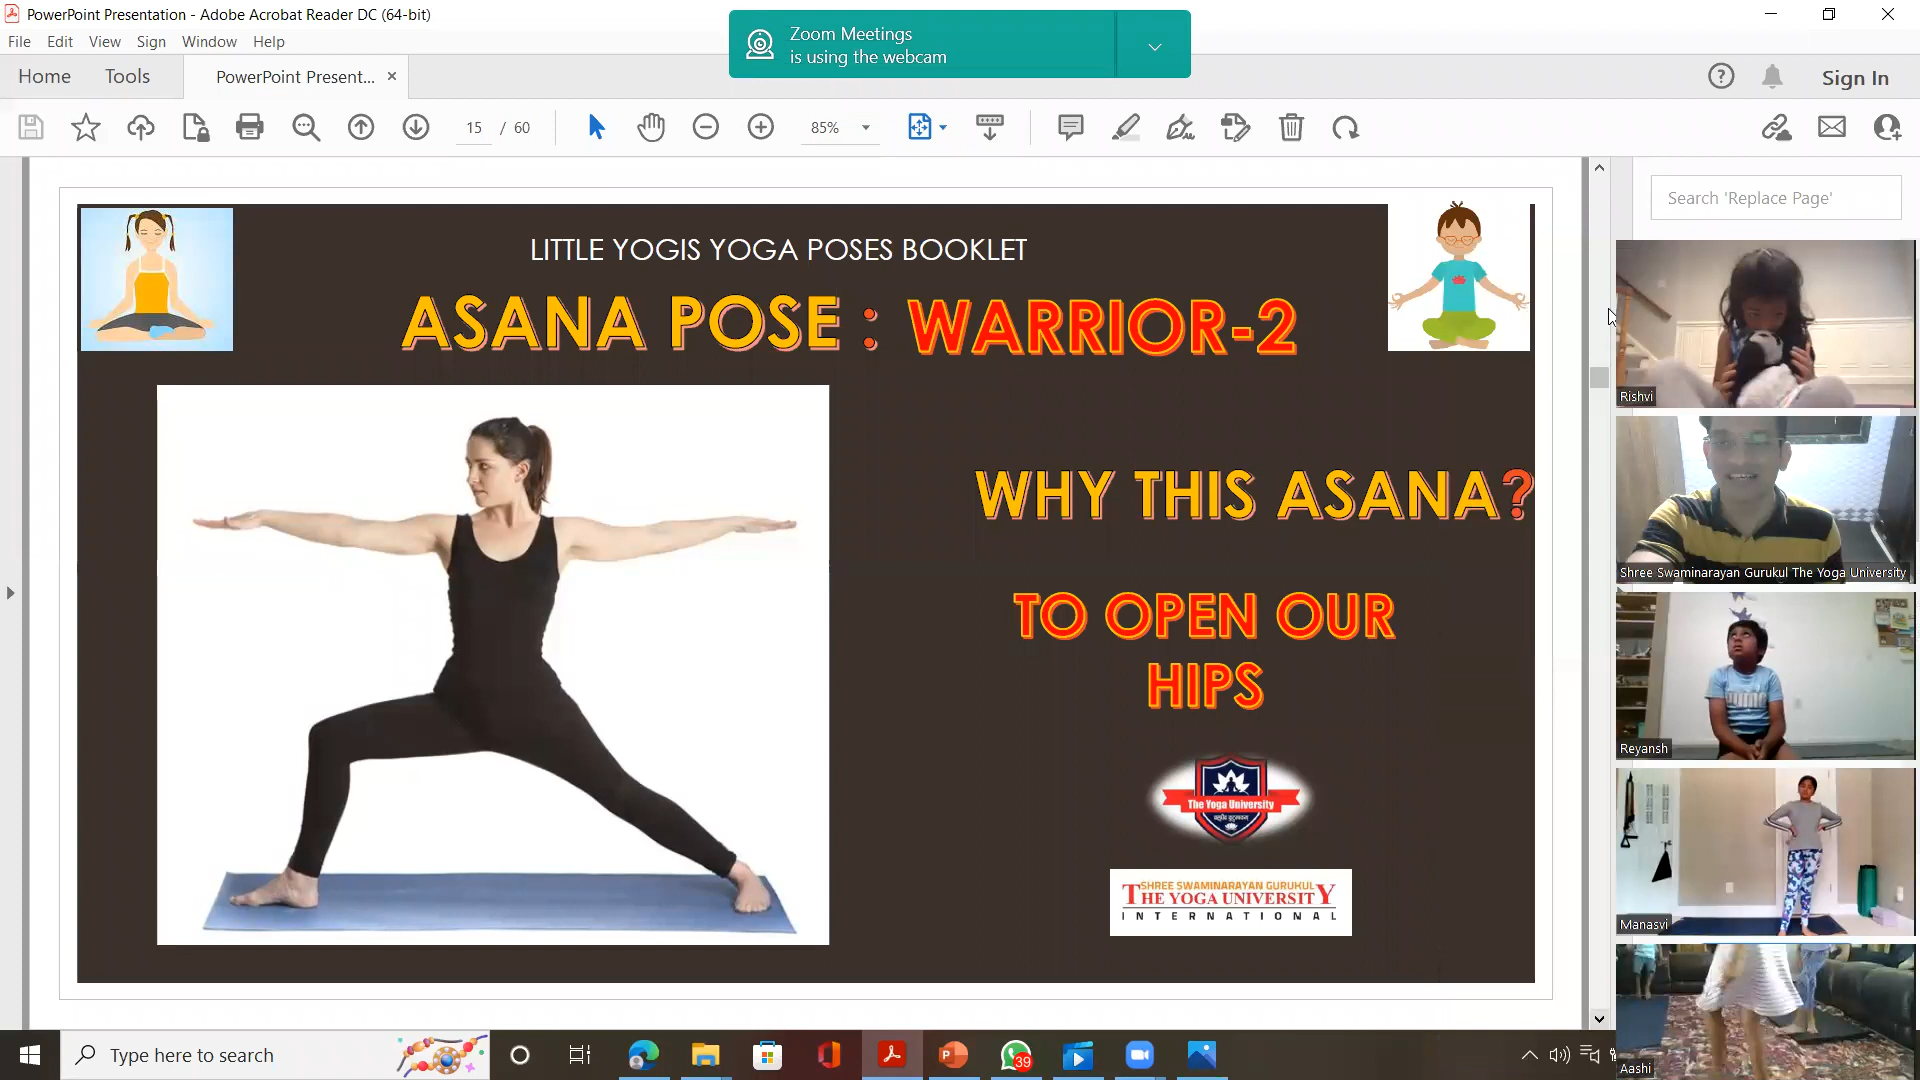 PowerPoint Presentation - Adobe Acrobat Reader DC (64-bit)
File Edit View Sign Window Help
Zoom Meetings
is using the webcam
Home Tools PowerPoint Present... ×
Sign In
15 / 60
85%
Search 'Replace Page'
LITTLE YOGIS YOGA POSES BOOKLET
ASANA POSE : WARRIOR-2
WHY THIS ASANA?
TO OPEN OUR
HIPS
The Yoga University
SHREE SWAMINARAYAN GURUKUL
THE YOGA UNIVERSITY
INTERNATIONAL
Rishvi
Shree Swaminarayan Gurukul The Yoga University
Reyansh
PUMA
Manasvi
Aashi
Type here to search
39